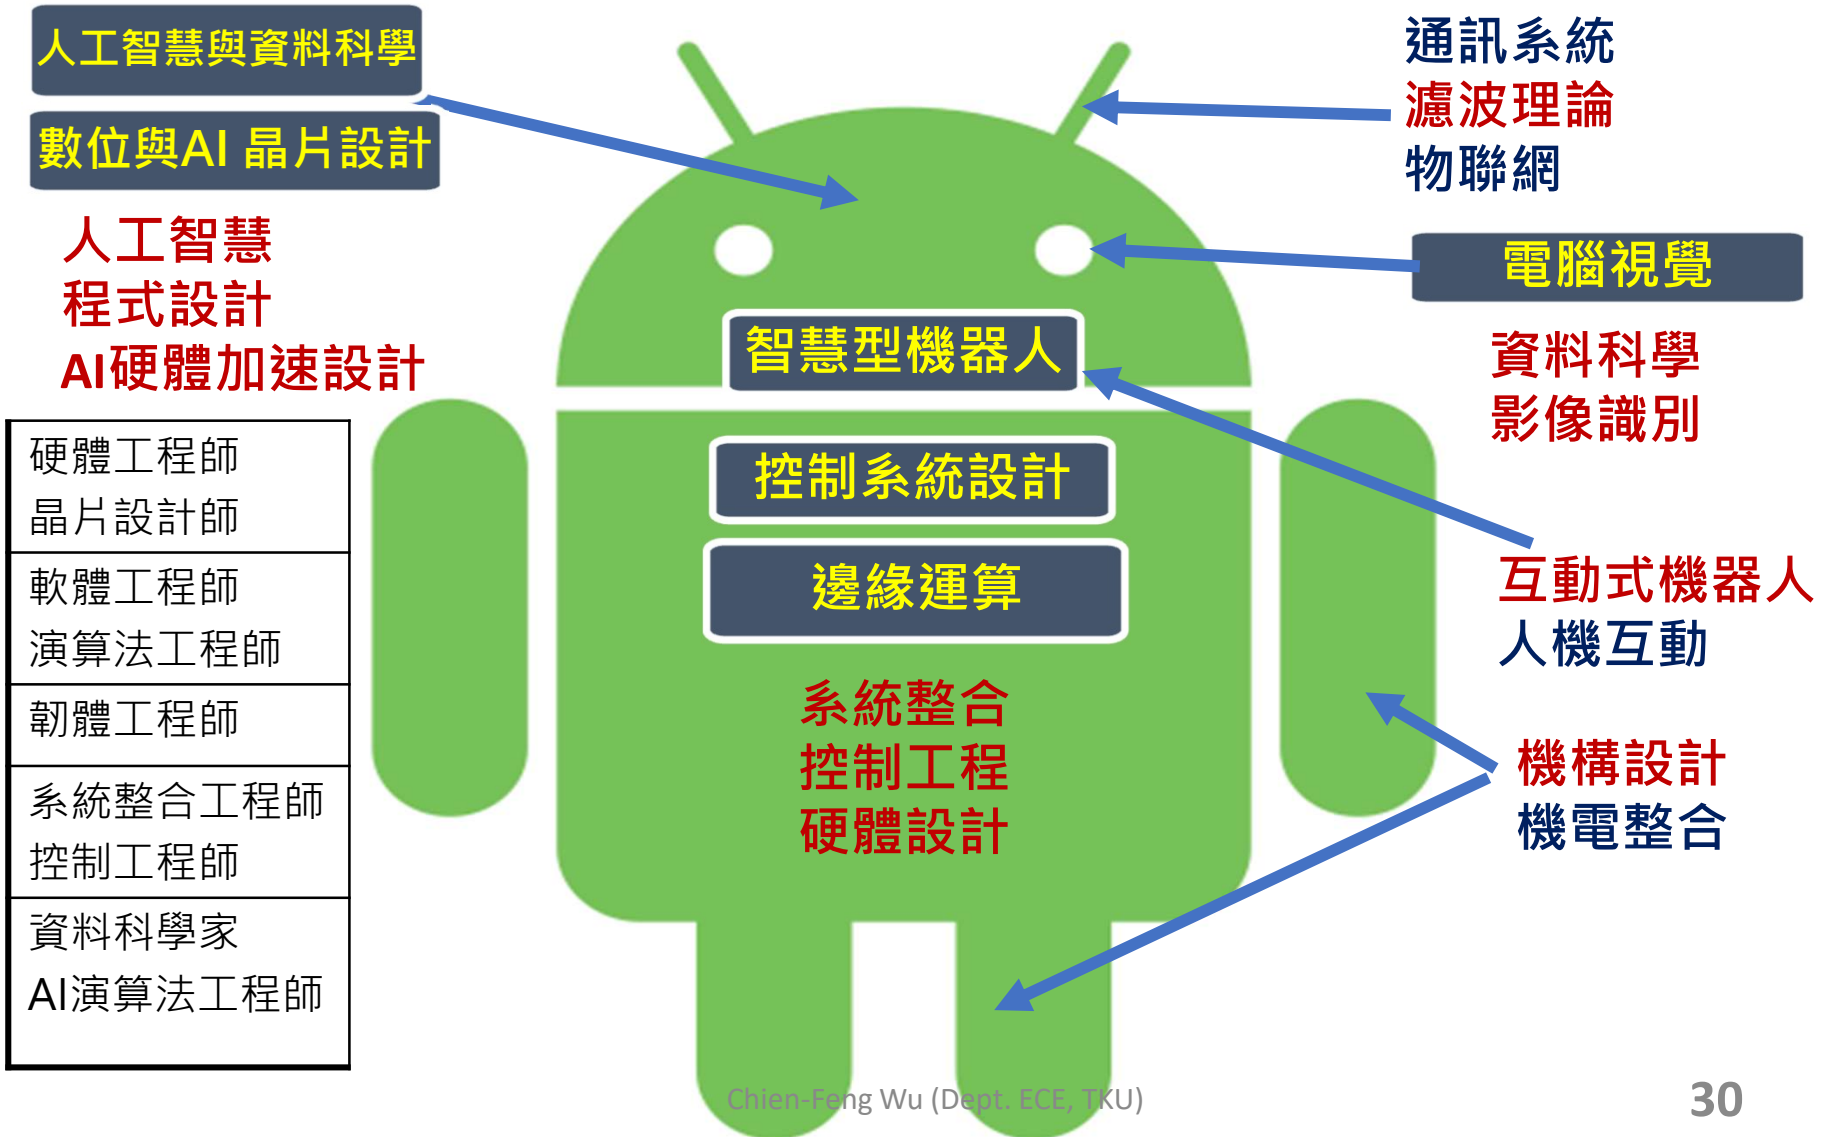 人工智慧與資料科學
數位與AI 晶片設計
人工智慧
程式設計
AI硬體加速設計
硬體工程師
晶片設計師
軟體工程師
演算法工程師
韌體工程師
系統整合工程師
控制工程師
資料科學家
AI演算法工程師
智慧型機器人
控制系統設計
邊緣運算
系統整合
控制工程
硬體設計
通訊系統
濾波理論
物聯網
電腦視覺
資料科學
影像識別
互動式機器人
人機互動
機構設計
機電整合
Chien-Feng Wu (Dept. ECE, TKU)
30